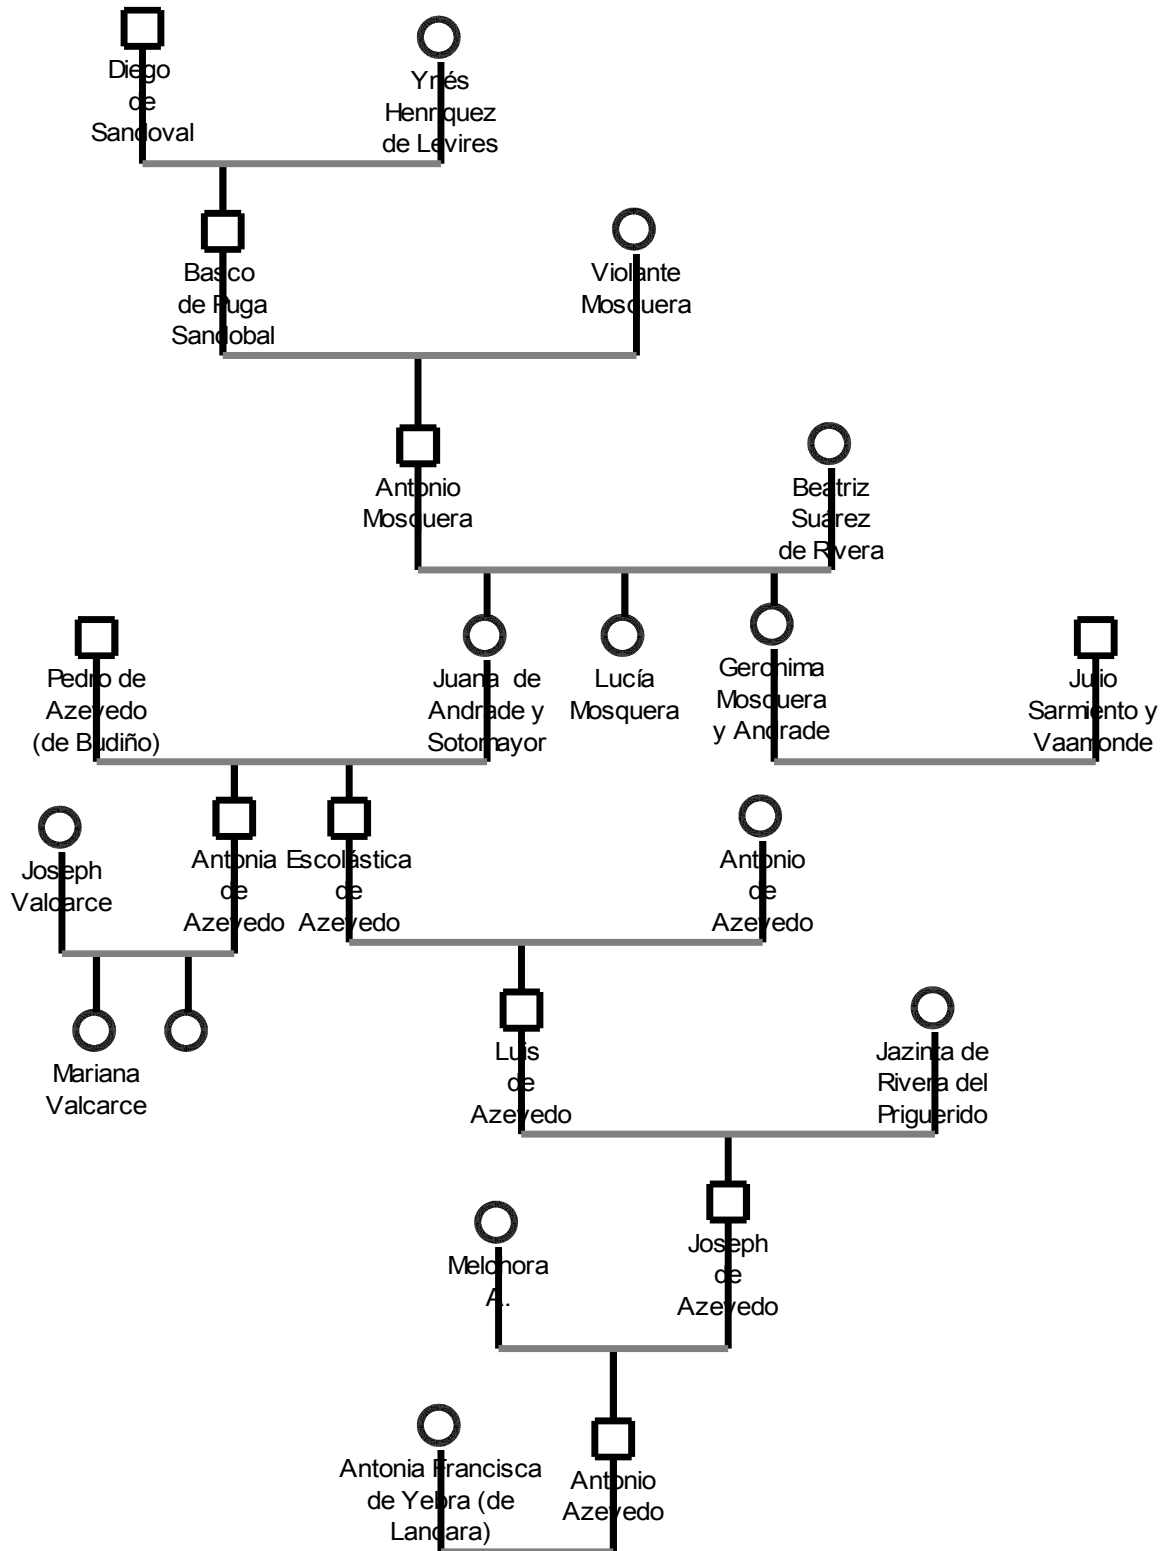 Diego
de
Sandoval
Ynés
Henriquez
de Levires
Basco
de Puga
Sandobal
Violante
Mosquera
Antonio
Mosquera
Beatriz
Suárez
de Rivera
Pedro de
Azevedo
(de Budiño)
Juana de
Andrade y
Sotomayor
Lucía
Mosquera
Geronima
Mosquera
y Andrade
Julio
Sarmiento y
Vaamonde
Joseph
Valcarce
Antonia
de
Azevedo
Escolástica
de
Azevedo
Antonio
de
Azevedo
Mariana
Valcarce
Luis
de
Azevedo
Jazinta de
Rivera del
Priguerido
Melchora
A.
Joseph
de
Azevedo
Antonia Francisca
de Yebra (de
Lancara)
Antonio
Azevedo